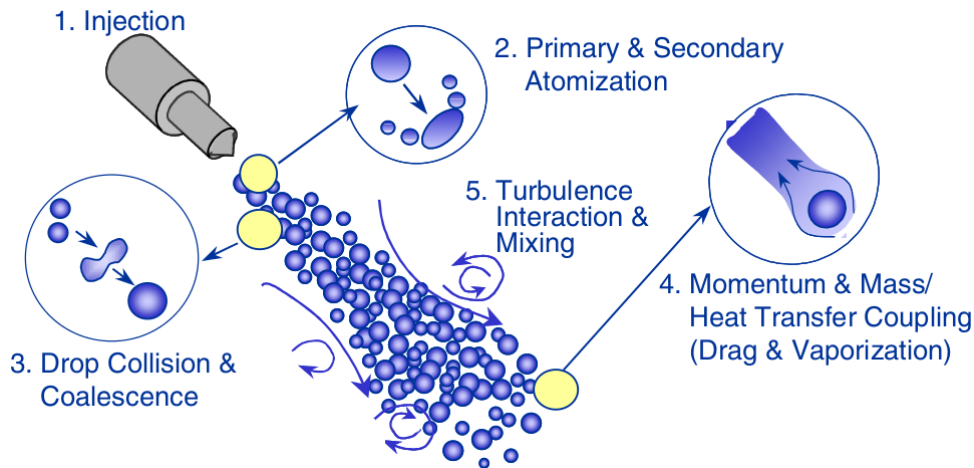 1. Injection
2. Primary & Secondary
Atomization
5. Turbulence
Interaction &
Mixing
3. Drop Collision &
Coalescence
4. Momentum & Mass/
Heat Transfer Coupling
(Drag & Vaporization)